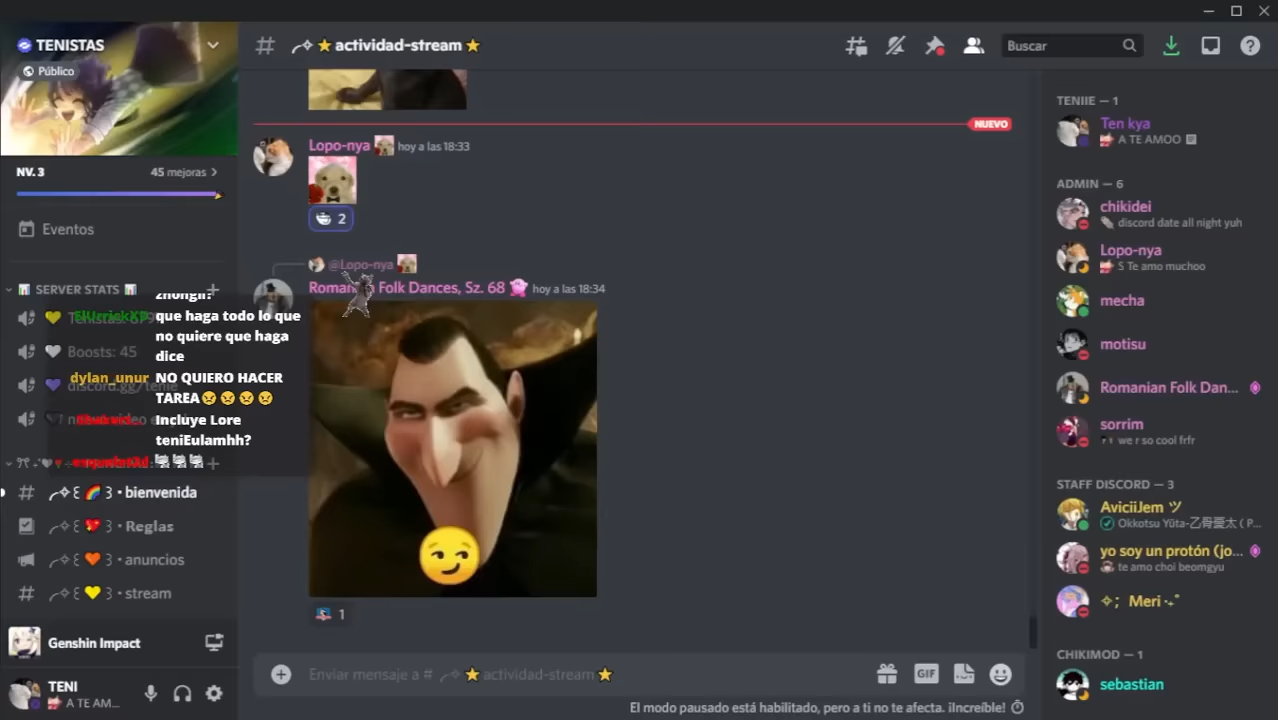 TENISTAS
Público
NV. 3
45 mejoras
Eventos
SERVER STATS
Boosts: 45
que haga todo lo que
no quiere que haga
dice
dylan_unur NO QUIERO HACER
TAREA😣😣😣😣
Incluye Lore
teniEulamhh?
bienvenida
Reglas
anuncios
stream
Genshin Impact
TENI
A TE AM...
⭐actividad-stream⭐
Buscar
NUEVO
Lopo-nya hoy a las 18:33
2
@Lopo-nya
Folk Dances, Sz. 68 hoy a las 18:34
1
Enviar mensaje a # ⭐actividad-stream⭐
GIF
El modo pausado está habilitado, pero a ti no te afecta. ¡Increíble!
TENIIE — 1
Ten kya
A TE AMOO
ADMIN — 6
chikidei
discord date all night yuh
Lopo-nya
S Te amo muchoo
mecha
motisu
Romanian Folk Dan...
sorrim
we r so cool frfr
STAFF DISCORD — 3
AviciiJem ツ
Okkotsu Yūta-乙骨憂太 ( P...
yo soy un protón (jo...
te amo choi beomgyu
Meri
CHIKIMOD — 1
sebastian